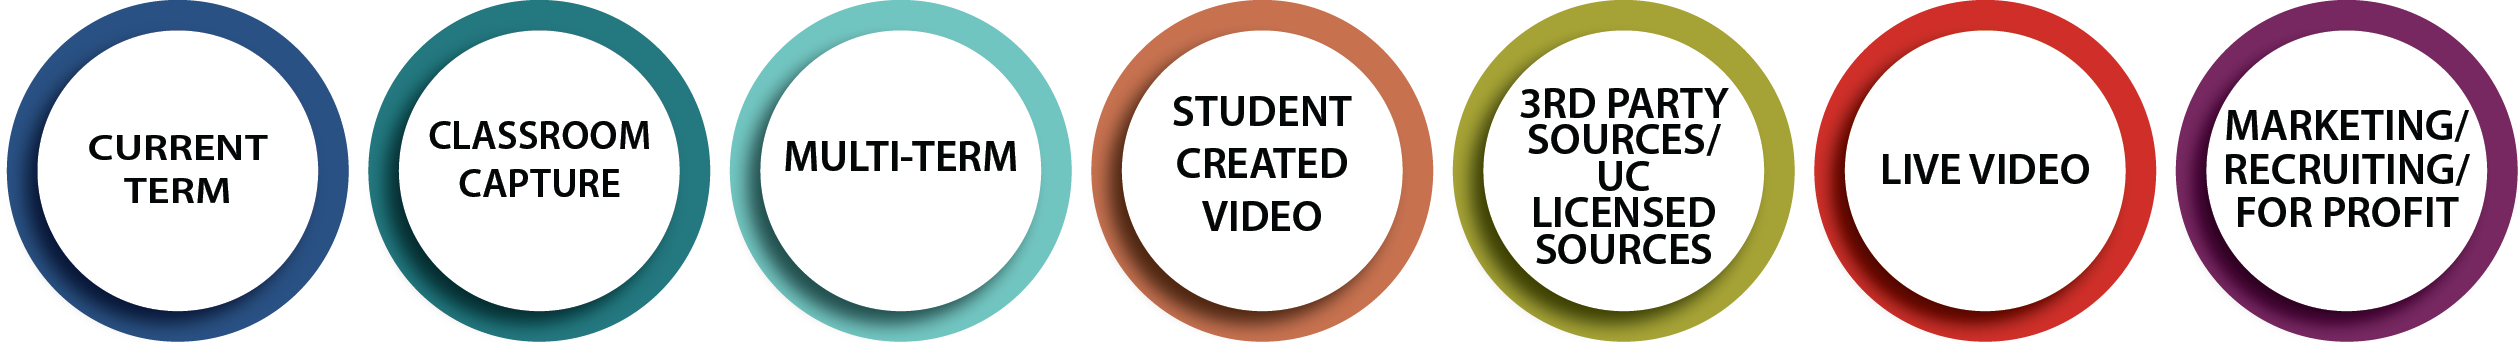 CURRENT
TERM
CLASSROOM
CAPTURE
MULTI-TERM
STUDENT
CREATED
VIDEO
3RD PARTY
SOURCES/
UC
LICENSED
SOURCES
LIVE VIDEO
MARKETING/
RECRUITING/
FOR PROFIT